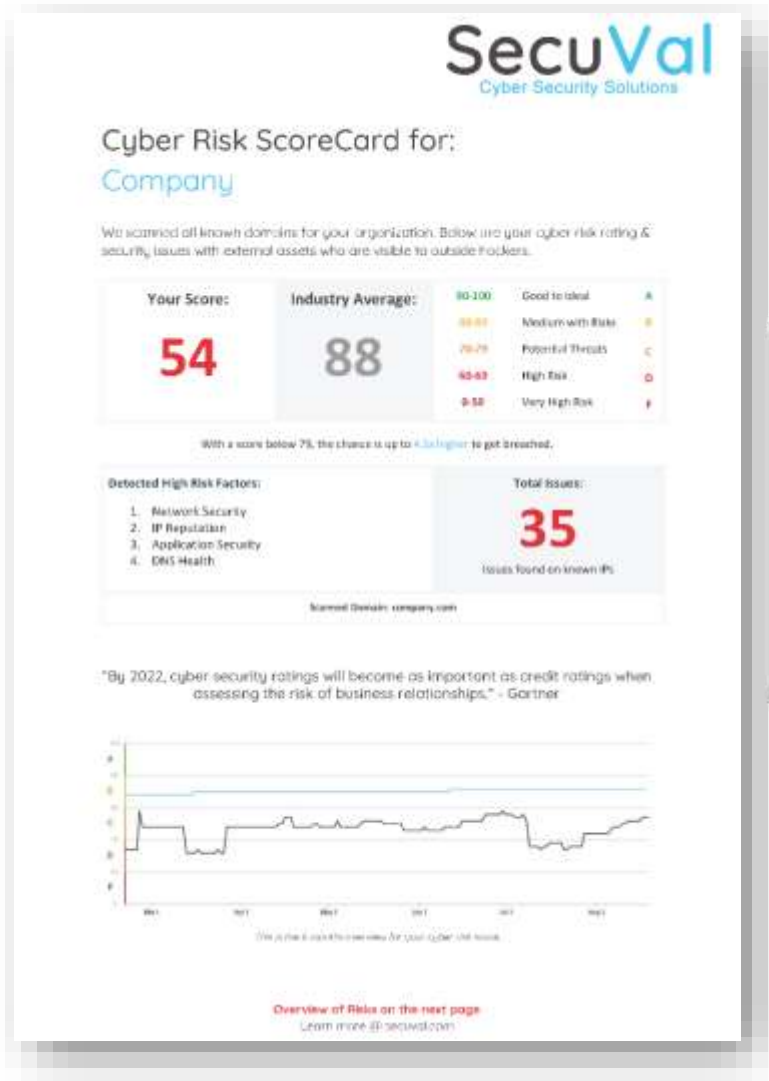 SecuVal
Cyber Security Solutions
Cyber Risk ScoreCard for:
Company
We scanned all known domains for your organization. Below are your cyber risk rating &
security issues with external assets who are visible to outside hackers.
Your Score:
54
Industry Average:
88
90-100 Good to Ideal A
Medium with Risks
70-79 Potential Threats C
60-69 High Risk D
Very High Risk F
With a score below 75, the chance is up to higher to get breached.
Detected High Risk Factors:
1. Network Security
2. IP Reputation
3. Application Security
4. DNS Health
Total Issues:
35
Issues found on known IPs
Scanned Domain: company.com
"By 2022, cyber security ratings will become as important as credit ratings when
assessing the risk of business relationships." - Gartner
Overview of Risks on the next page
Learn more @ secuval.com